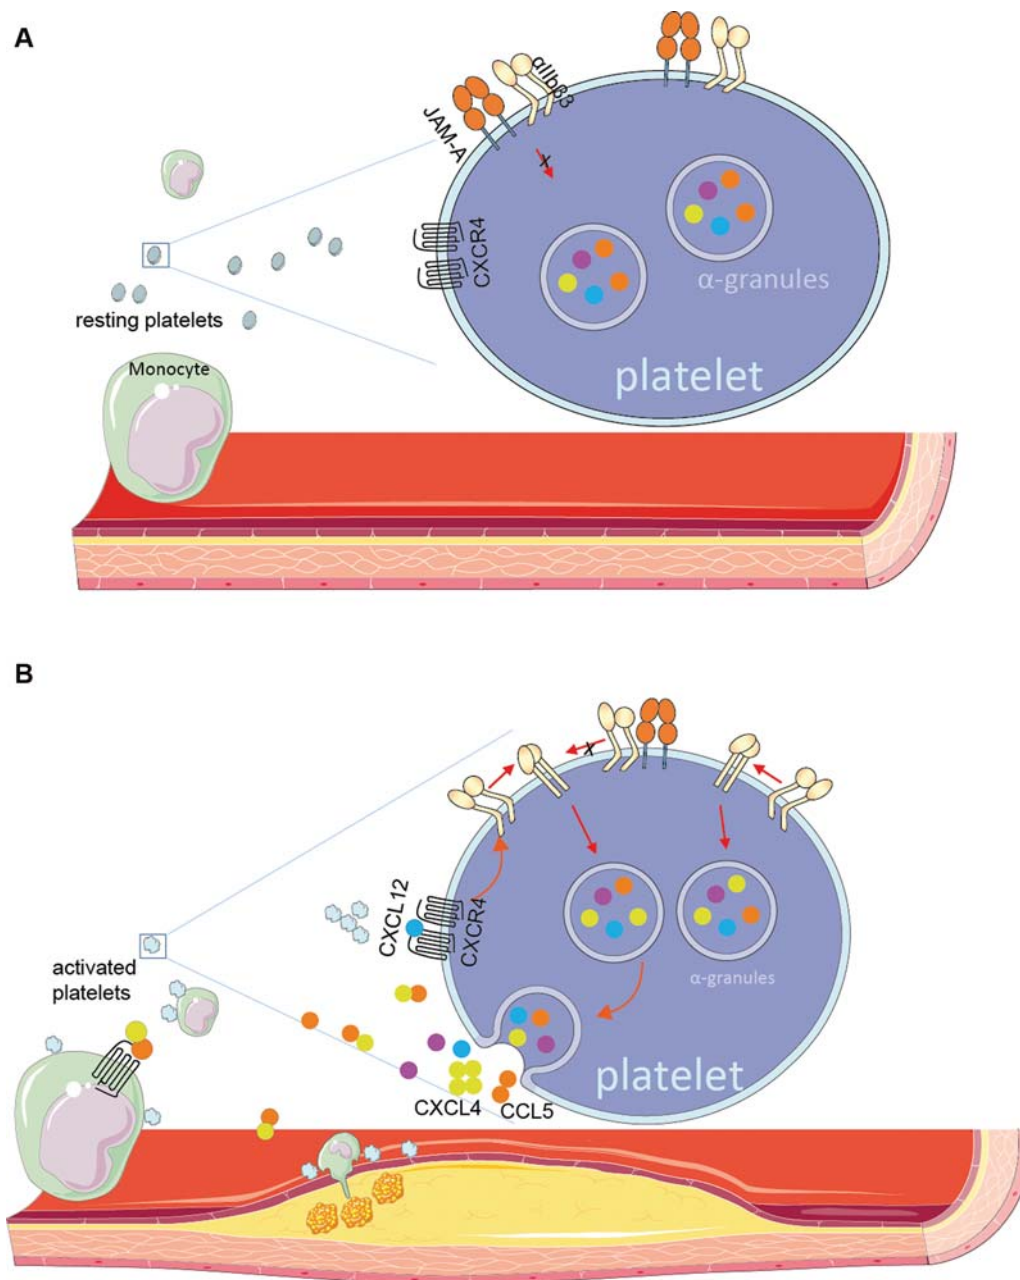 A
αIIbβ3
JAM-A
CXCR4
α-granules
resting platelets
platelet
Monocyte
B
CXCL12
CXCR4
activated
platelets
α-granules
platelet
CXCL4
CCL5